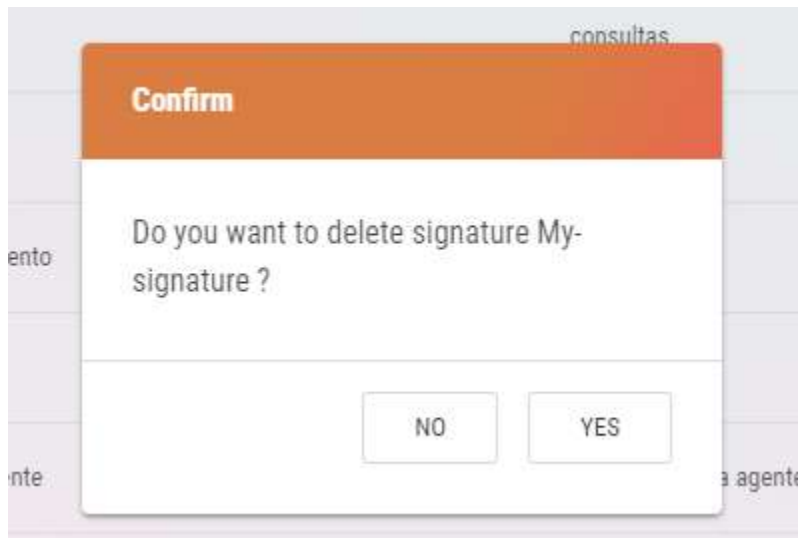 consultas
Confirm
Do you want to delete signature My-
signature ?
ento
NO YES
nte
a agente